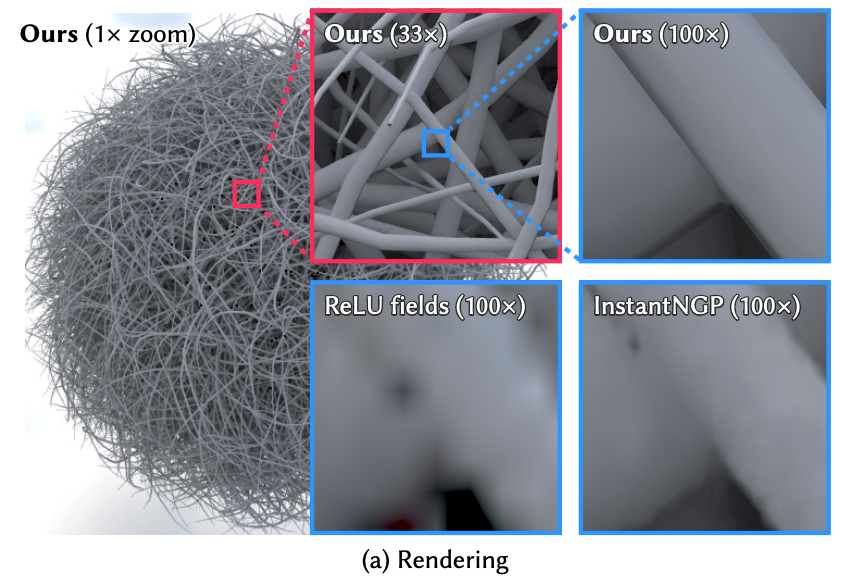 Ours (1× zoom)
Ours (33×)
Ours (100×)
ReLU fields (100×)
InstantNGP (100×)
(a) Rendering